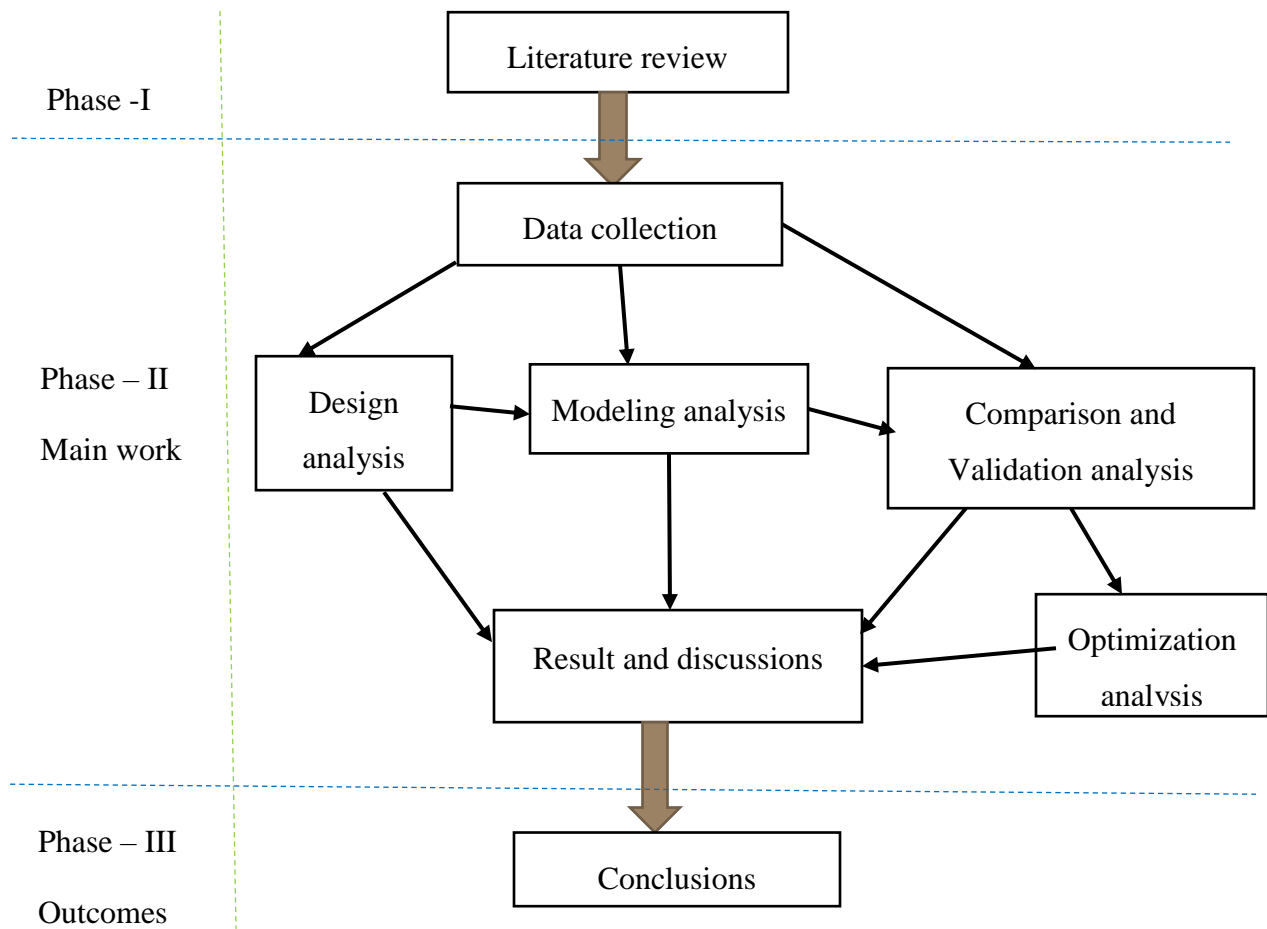 Literature review
Phase -I
Data collection
Phase – II
Main work
Design
analysis
Modeling analysis
Comparison and
Validation analysis
Result and discussions
Optimization
analysis
Phase – III
Outcomes
Conclusions